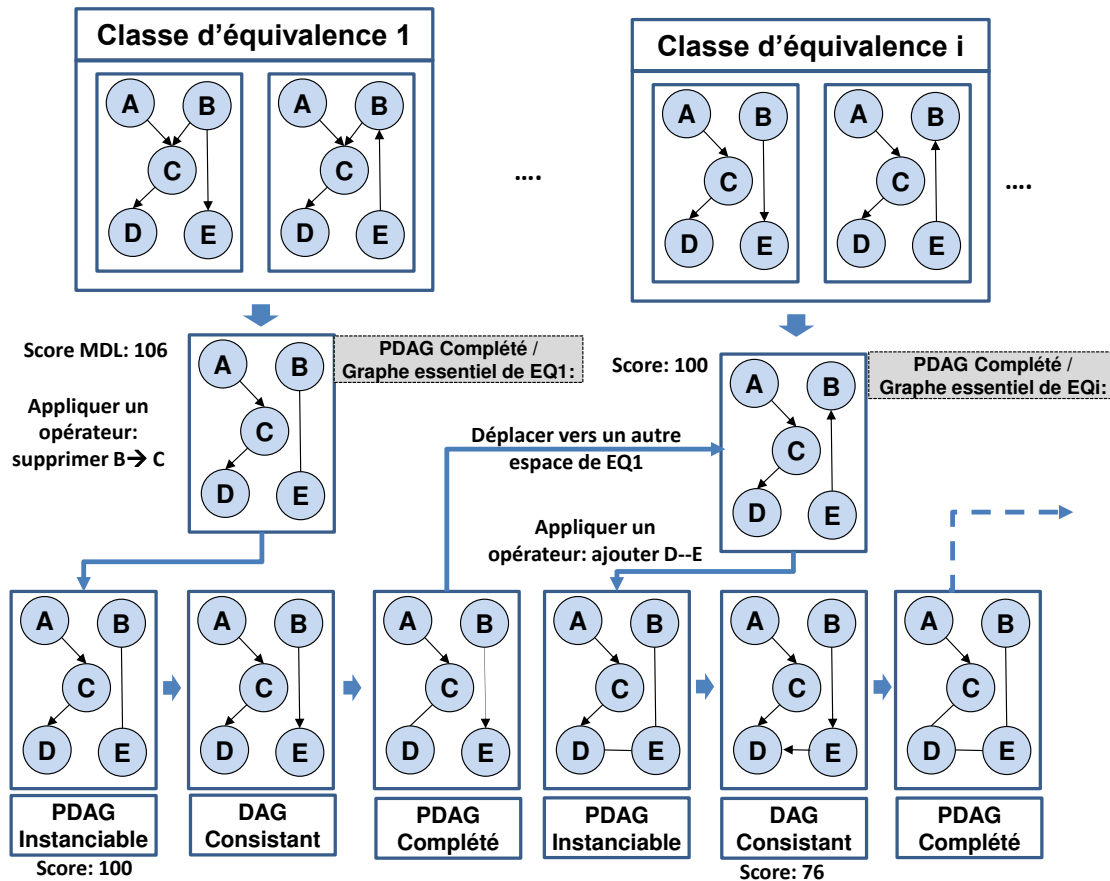 Classe d'équivalence 1
Classe d'équivalence i
A B
C
D E
A B
C
D E
....
A B
C
D E
A B
C
D E
....
Score MDL: 106
PDAG Complété /
Graphe essentiel de EQ1:
A B
C
D E
Appliquer un
opérateur:
supprimer B→ C
Score: 100
PDAG Complété /
Graphe essentiel de EQi:
A B
C
D E
Déplacer vers un autre
espace de EQ1
Appliquer un
opérateur: ajouter D--E
A B
C
D E
A B
C
D E
A B
C
D E
A B
C
D E
A B
C
D E
A B
C
D E
PDAG
Instanciable
DAG
Consistant
PDAG
Complété
PDAG
Instanciable
DAG
Consistant
PDAG
Complété
Score: 100
Score: 76